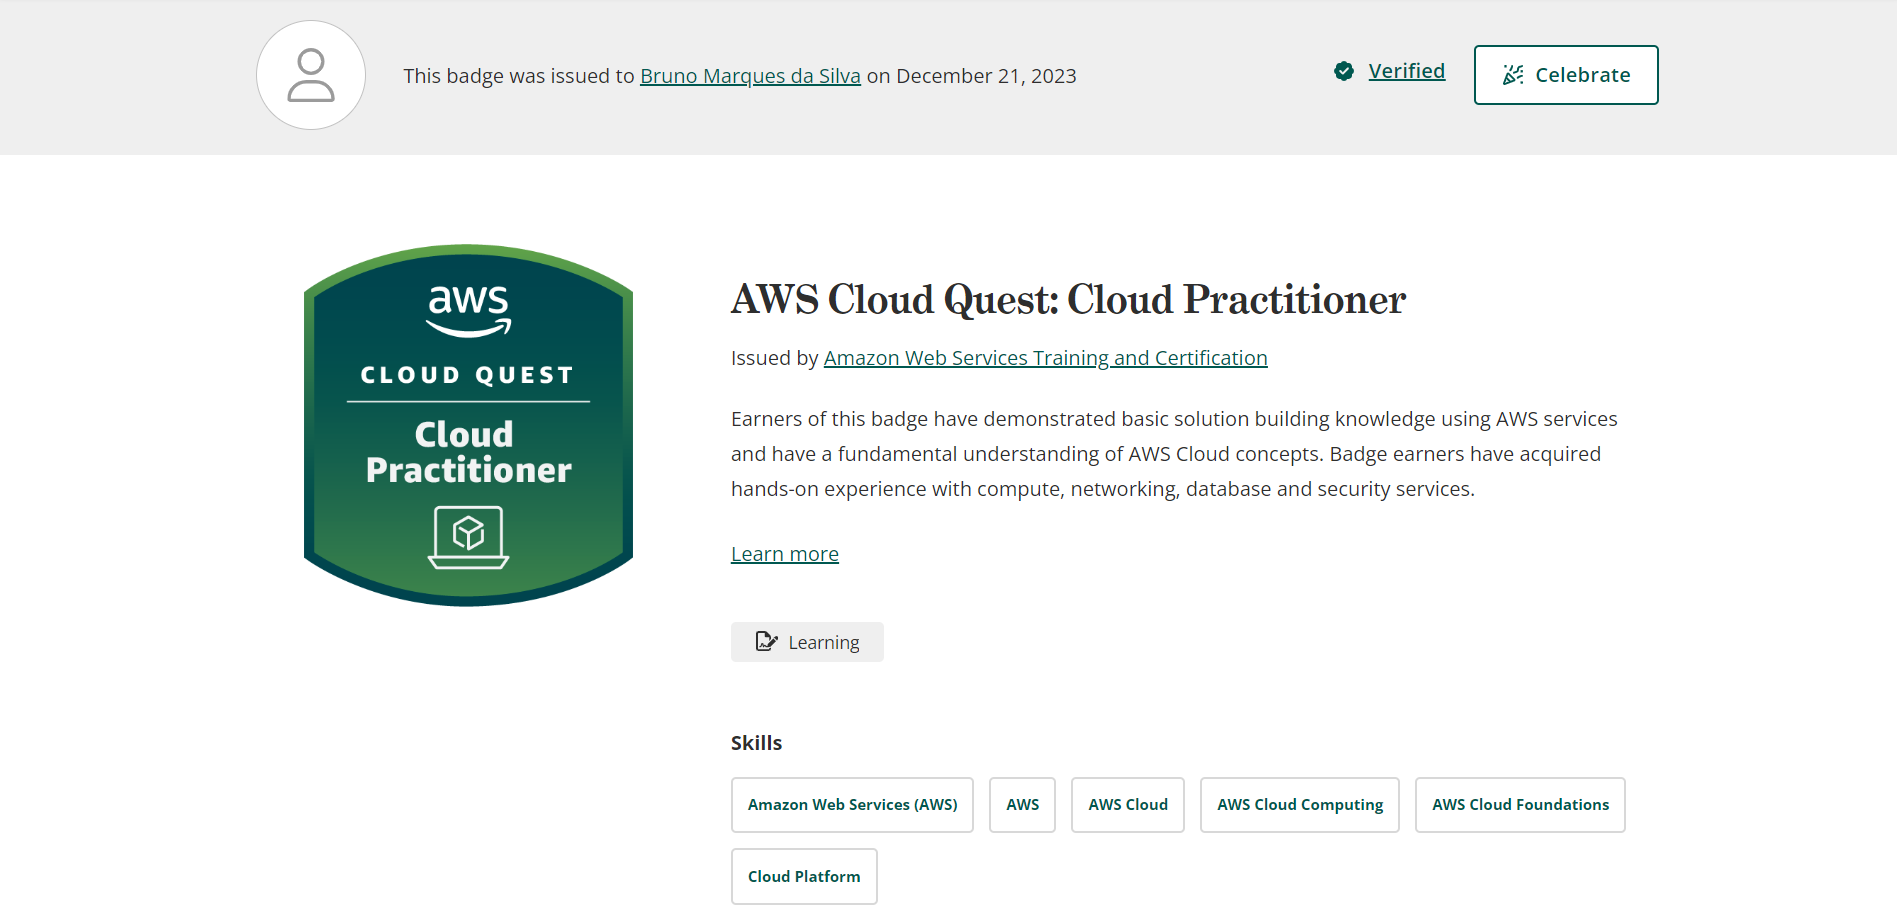 This badge was issued to Bruno Marques da Silva on December 21, 2023
Verified
Celebrate
aws
CLOUD QUEST
Cloud
Practitioner
AWS Cloud Quest: Cloud Practitioner
Issued by Amazon Web Services Training and Certification
Earners of this badge have demonstrated basic solution building knowledge using AWS services
and have a fundamental understanding of AWS Cloud concepts. Badge earners have acquired
hands-on experience with compute, networking, database and security services.
Learn more
Learning
Skills
Amazon Web Services (AWS)
AWS
AWS Cloud
AWS Cloud Computing
AWS Cloud Foundations
Cloud Platform